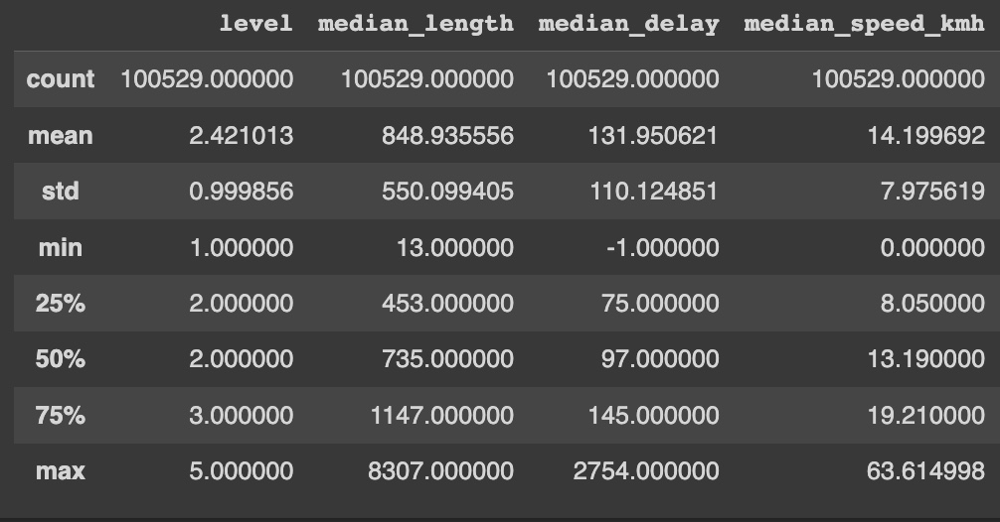 level median_length median_delay median_speed_kmh
count 100529.000000 100529.000000 100529.000000 100529.000000
mean 2.421013 848.935556 131.950621 14.199692
std 0.999856 550.099405 110.124851 7.975619
min 1.000000 13.000000 -1.000000 0.000000
25% 2.000000 453.000000 75.000000 8.050000
50% 2.000000 735.000000 97.000000 13.190000
75% 3.000000 1147.000000 145.000000 19.210000
max 5.000000 8307.000000 2754.000000 63.614998